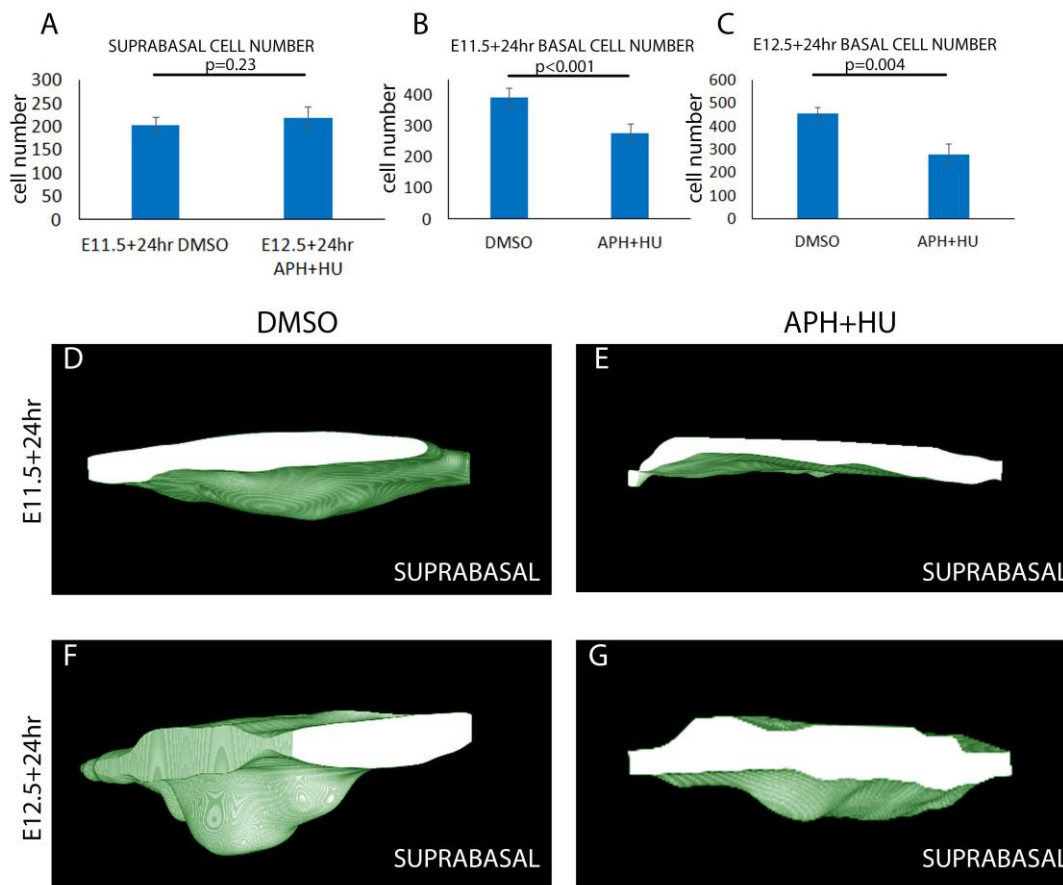 A
SUPRABASAL CELL NUMBER
p=0.23
cell number
300
250
200
150
100
50
0
E11.5+24hr DMSO
E12.5+24hr
APH+HU
B
E11.5+24hr BASAL CELL NUMBER
p<0.001
cell number
400
300
200
100
0
DMSO
APH+HU
C
E12.5+24hr BASAL CELL NUMBER
p=0.004
cell number
600
500
400
300
200
100
0
DMSO
APH+HU
DMSO
APH+HU
E11.5+24hr
D
SUPRABASAL
E
SUPRABASAL
E12.5+24hr
F
SUPRABASAL
G
SUPRABASAL